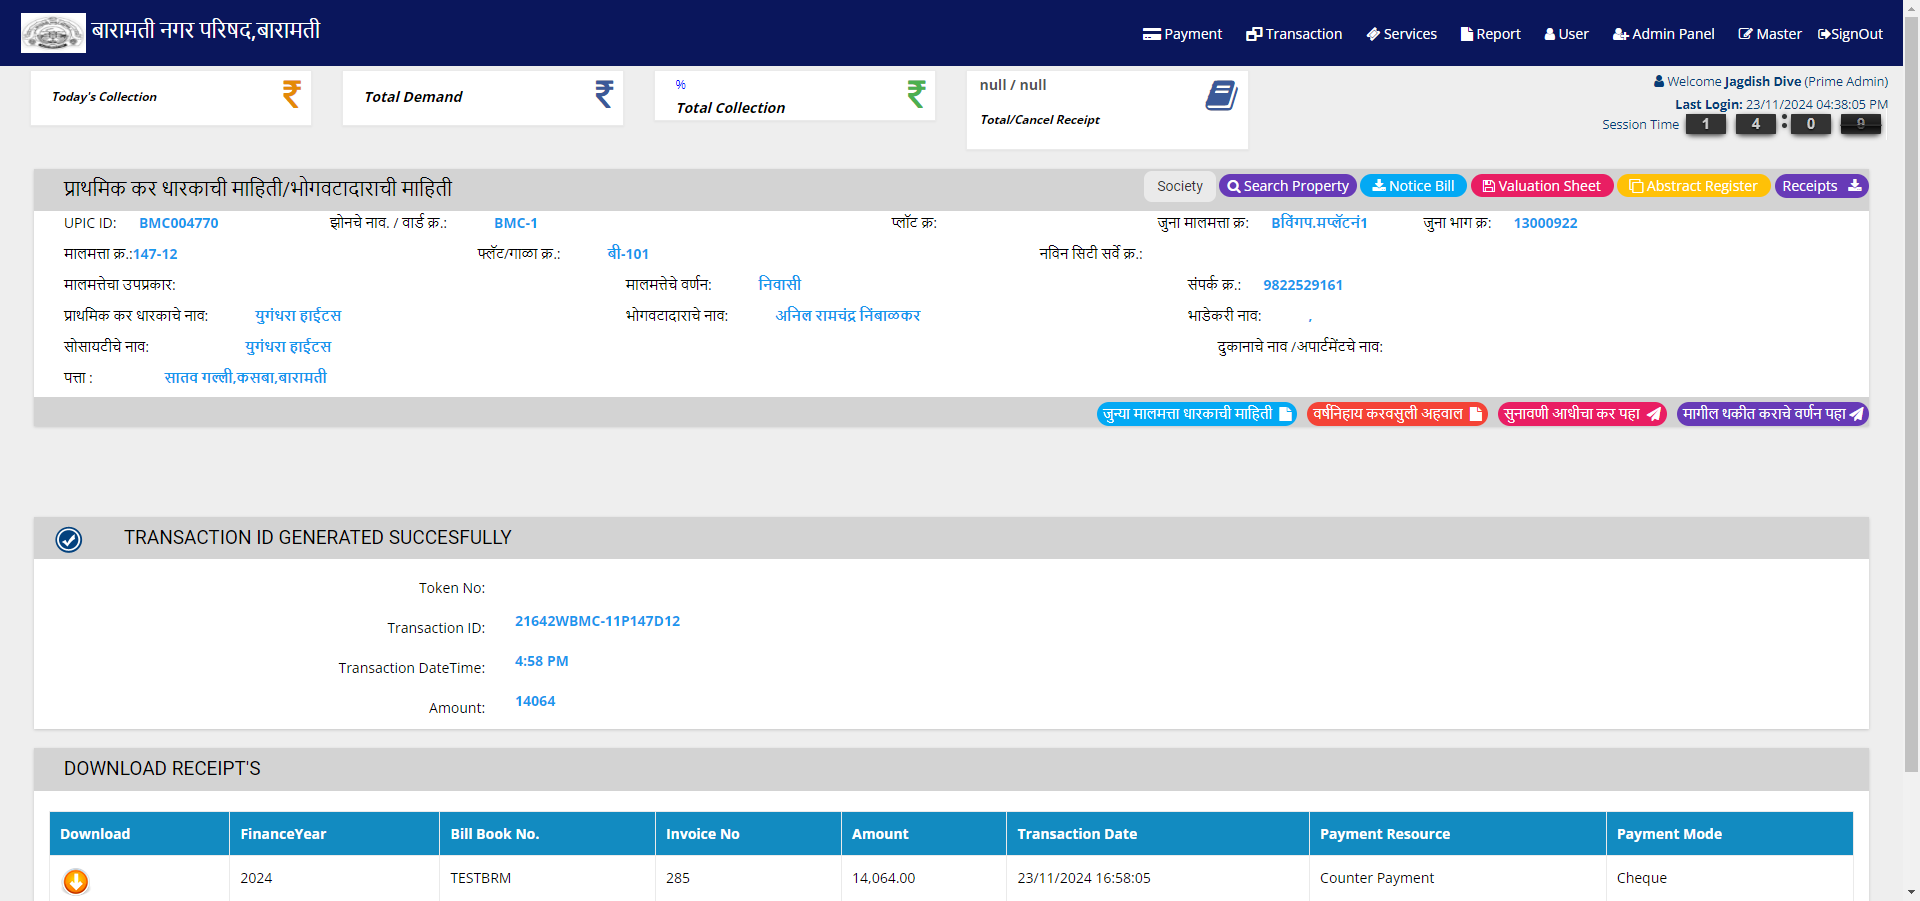 बारामती नगर परिषद,बारामती
Payment Transaction Services Report User Admin Panel Master SignOut
Today's Collection
Total Demand
%
Total Collection
null / null
Total/Cancel Receipt
Welcome Jagdish Dive (Prime Admin)
Last Login: 23/11/2024 04:38:05 PM
Session Time 1 4 : 0 9
प्राथमिक कर धारकाची माहिती/भोगवटादाराची माहिती
Society Search Property Notice Bill Valuation Sheet Abstract Register Receipts
UPIC ID: BMC004770 झोनचे नाव. / वार्ड क्र.: BMC-1 प्लॉट क्र: जुना मालमत्ता क्र: Bविंगप.मप्लॅटनं1 जुना भाग क्र: 13000922
मालमत्ता क्र.:147-12 फ्लॅट/गाळा क्र.: बी-101 नविन सिटी सर्वे क्र.:
मालमत्तेचा उपप्रकार: मालमत्तेचे वर्णन: निवासी संपर्क क्र.: 9822529161
प्राथमिक कर धारकाचे नाव: युगंधरा हाईटस भोगवटादाराचे नाव: अनिल रामचंद्र निंबाळकर भाडेकरी नाव: ,
सोसायटीचे नाव: युगंधरा हाईटस दुकानाचे नाव /अपार्टमेंटचे नाव:
पत्ता : सातव गल्ली,कसबा,बारामती
जुन्या मालमत्ता धारकाची माहिती वर्षनिहाय करवसुली अहवाल सुनावणी आधीचा कर पहा मागील थकीत कराचे वर्णन पहा
TRANSACTION ID GENERATED SUCCESFULLY
Token No:
Transaction ID: 21642WBMC-11P147D12
Transaction DateTime: 4:58 PM
Amount: 14064
DOWNLOAD RECEIPT'S
Download FinanceYear Bill Book No. Invoice No Amount Transaction Date Payment Resource Payment Mode
2024 TESTBRM 285 14,064.00 23/11/2024 16:58:05 Counter Payment Cheque